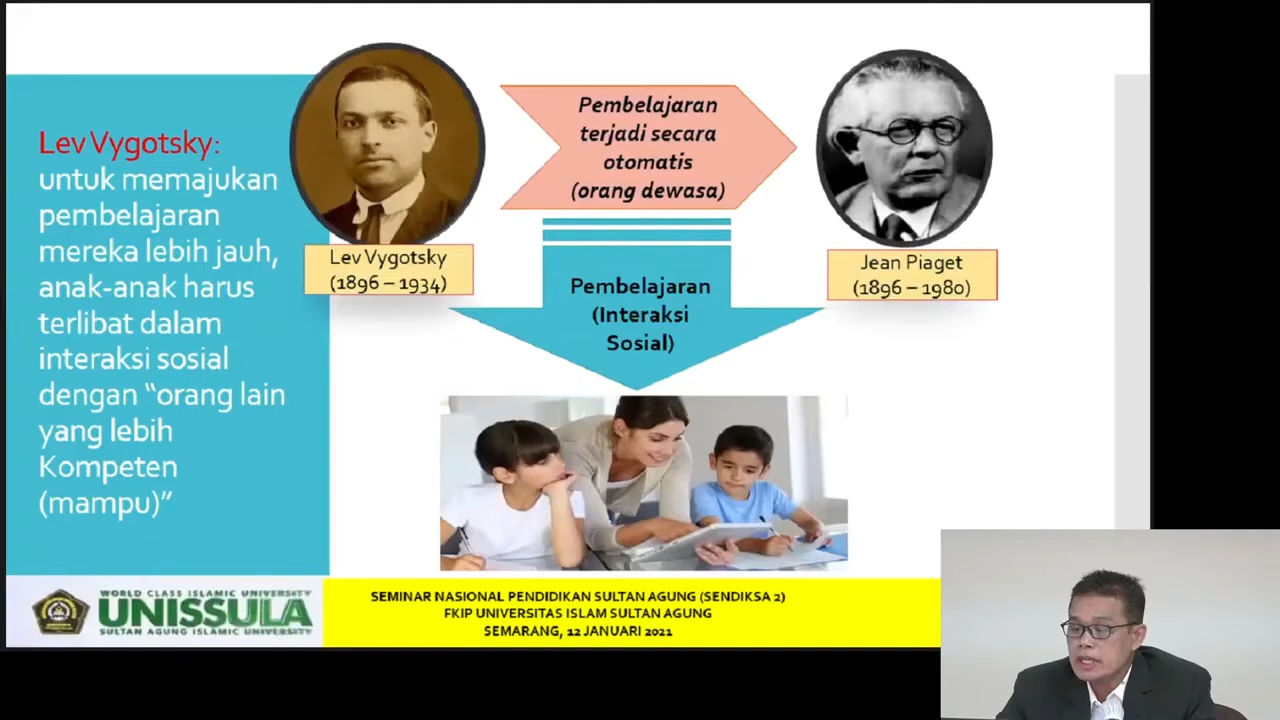 Lev Vygotsky:
untuk memajukan
pembelajaran
mereka lebih jauh,
anak-anak harus
terlibat dalam
interaksi sosial
dengan “orang lain
yang lebih
Kompeten
(mampu)”
Pembelajaran
terjadi secara
otomatis
(orang dewasa)
Lev Vygotsky
(1896 – 1934)
Jean Piaget
(1896 – 1980)
Pembelajaran
(Interaksi
Sosial)
WORLD CLASS ISLAMIC UNIVERSITY
UNISSULA
SULTAN AGUNG ISLAMIC UNIVERSITY
SEMINAR NASIONAL PENDIDIKAN SULTAN AGUNG (SENDIKSA 2)
FKIP UNIVERSITAS ISLAM SULTAN AGUNG
SEMARANG, 12 JANUARI 2021